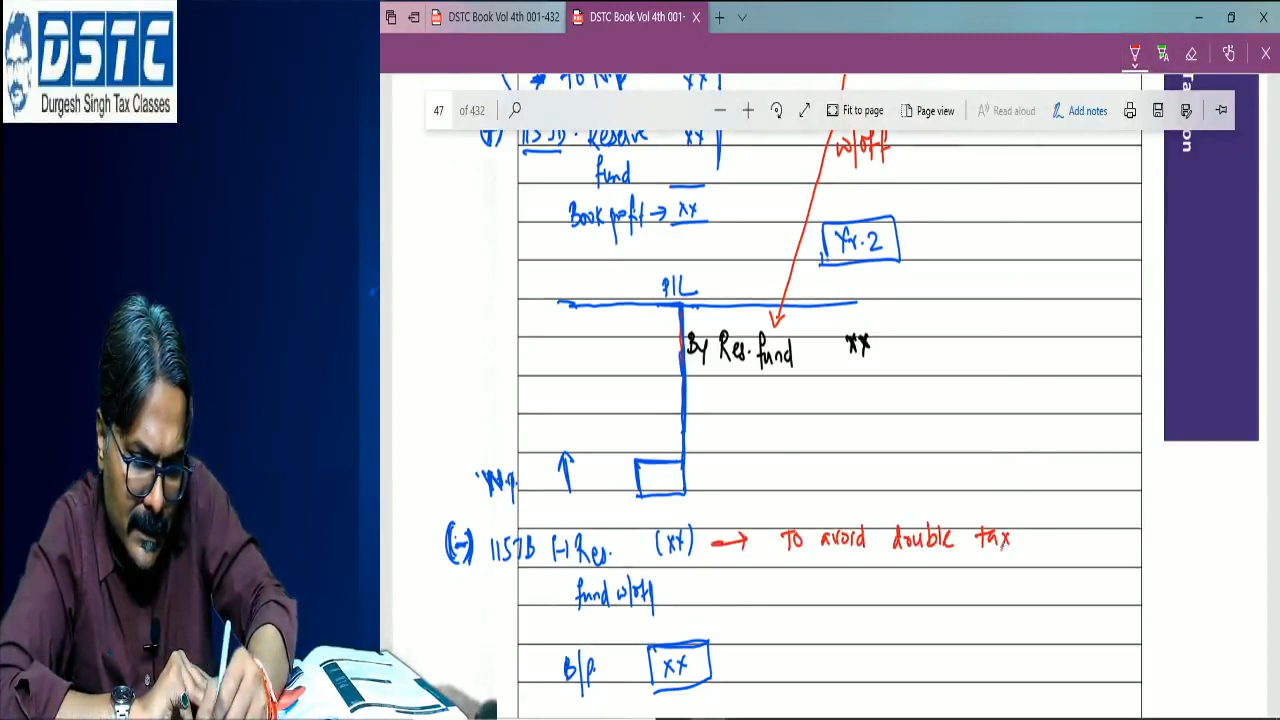 DSTC
Durgesh Singh Tax Classes
DSTC Book Vol 4th 001-432
DSTC Book Vol 4th 001-
47 of 432
Fit to page
Page view
Read aloud
Add notes
To N.P xx
115JB. Reserve xx
fund
w/off
Book profit → xx
Yr. 2
P/L
By Res. fund xx
N.p.
(-) 115JB (-) Res. (xx) → To avoid double tax
fund w/off
B/P xx